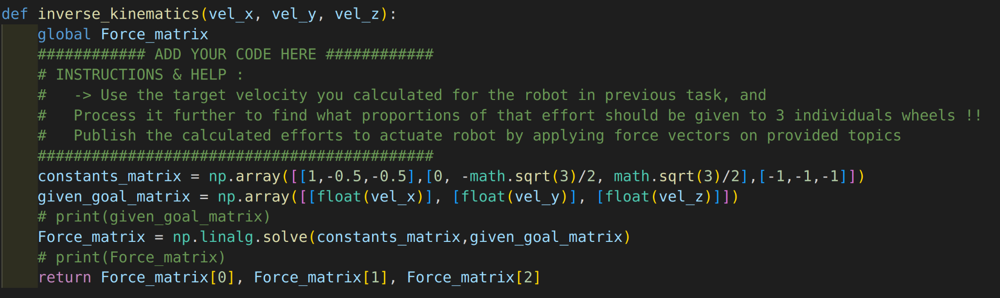 def inverse_kinematics(vel_x, vel_y, vel_z):
    global Force_matrix
    ############ ADD YOUR CODE HERE ############
    # INSTRUCTIONS & HELP :
    #   -> Use the target velocity you calculated for the robot in previous task, and
    #   Process it further to find what proportions of that effort should be given to 3 individuals wheels !!
    #   Publish the calculated efforts to actuate robot by applying force vectors on provided topics
    ############################################
    constants_matrix = np.array([[1,-0.5,-0.5],[0, -math.sqrt(3)/2, math.sqrt(3)/2],[-1,-1,-1]])
    given_goal_matrix = np.array([[float(vel_x)], [float(vel_y)], [float(vel_z)]])
    # print(given_goal_matrix)
    Force_matrix = np.linalg.solve(constants_matrix,given_goal_matrix)
    # print(Force_matrix)
    return Force_matrix[0], Force_matrix[1], Force_matrix[2]